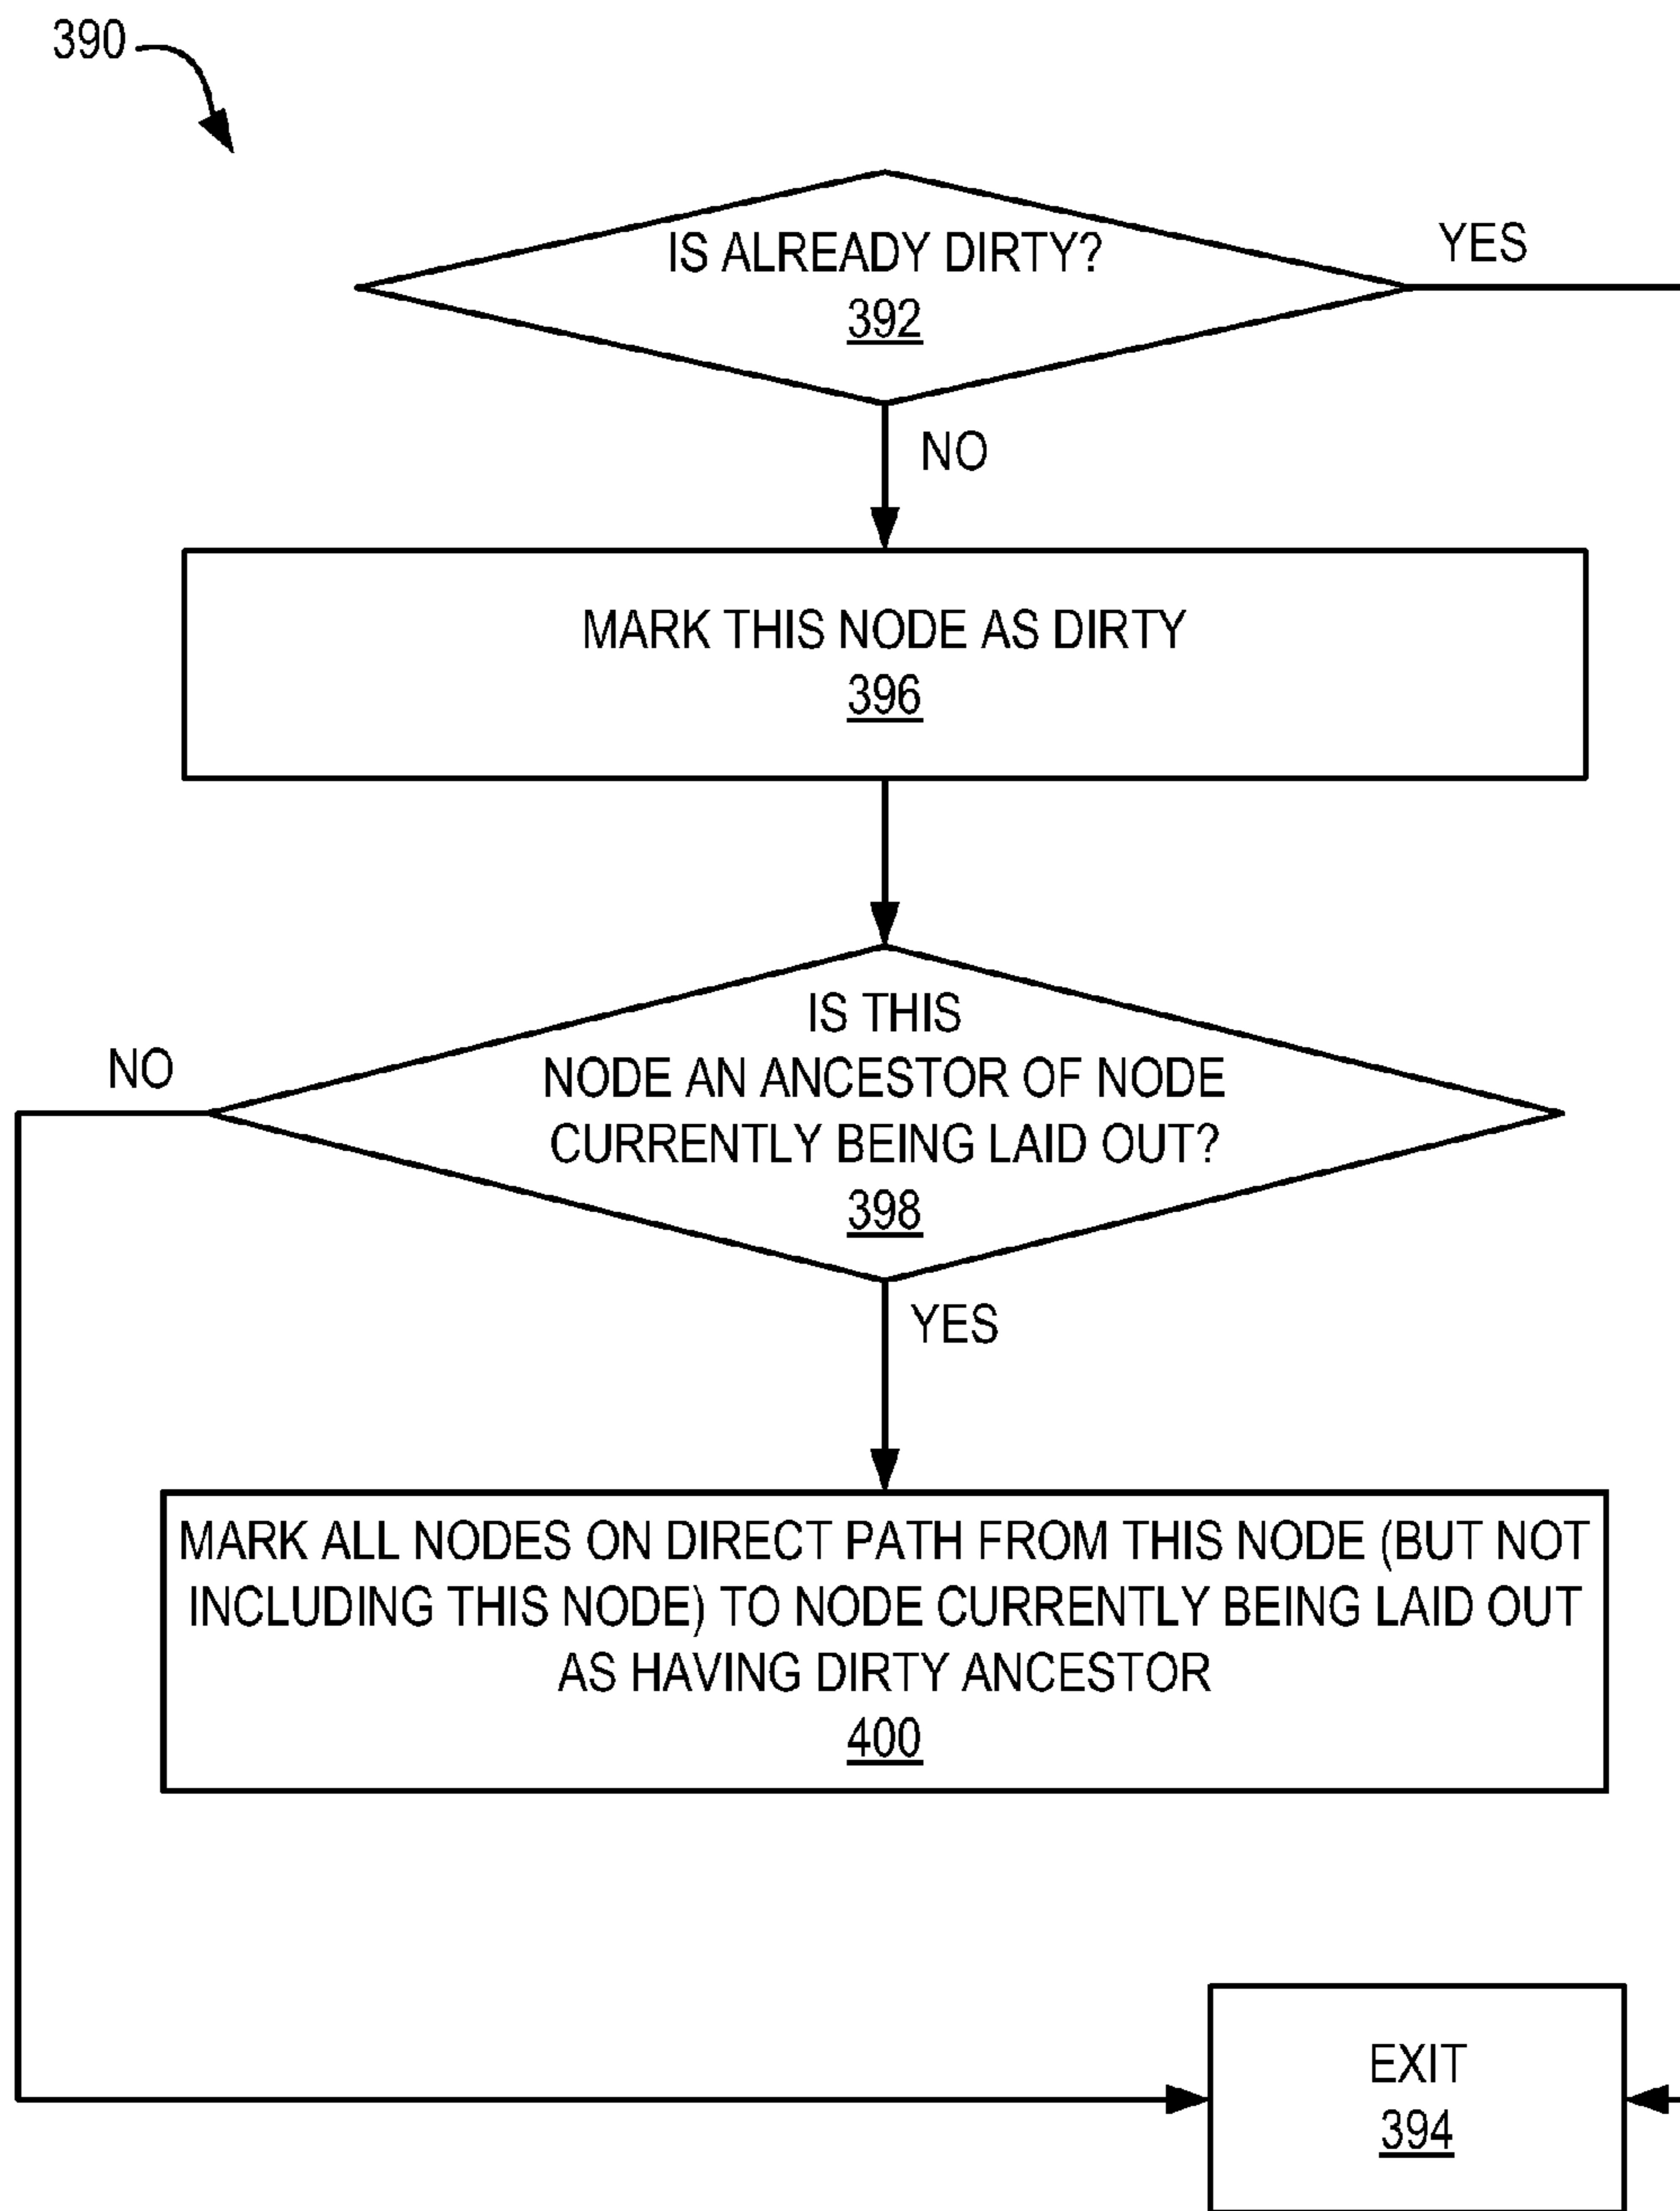 390
IS ALREADY DIRTY?
392
YES
NO
MARK THIS NODE AS DIRTY
396
IS THIS
NODE AN ANCESTOR OF NODE
CURRENTLY BEING LAID OUT?
398
NO
YES
MARK ALL NODES ON DIRECT PATH FROM THIS NODE (BUT NOT
INCLUDING THIS NODE) TO NODE CURRENTLY BEING LAID OUT
AS HAVING DIRTY ANCESTOR
400
EXIT
394